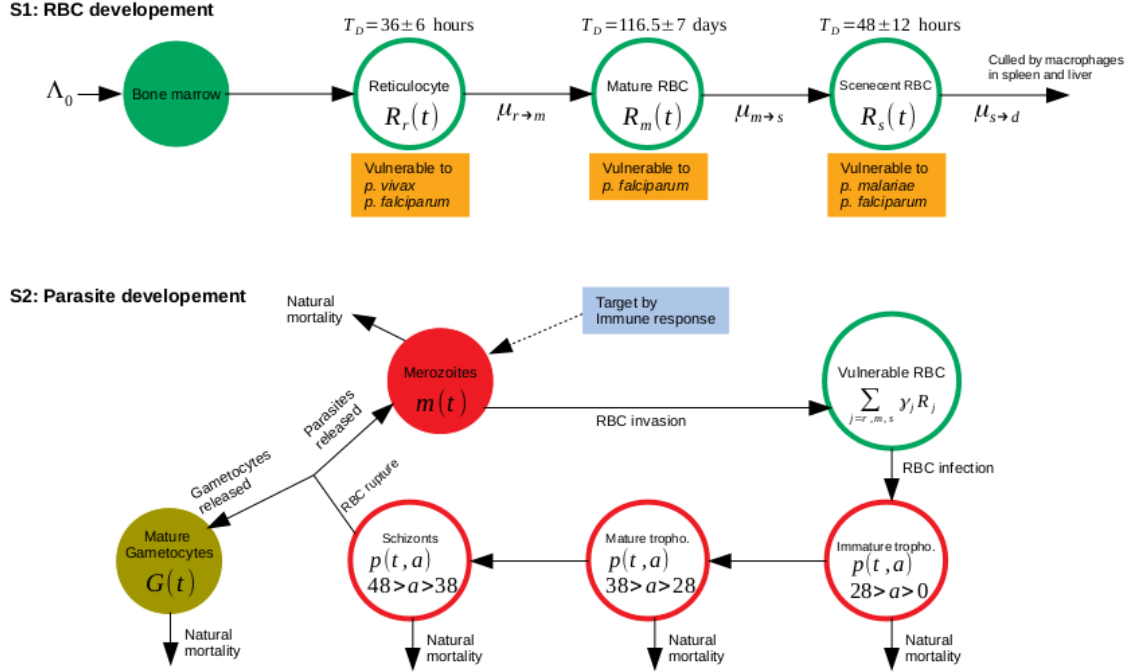 S1: RBC developement
T_D=36±6 hours
T_D=116.5±7 days
T_D=48±12 hours
Λ_0
Bone marrow
Reticulocyte
R_r(t)
μ_{r→m}
Mature RBC
R_m(t)
μ_{m→s}
Scenecent RBC
R_s(t)
μ_{s→d}
Culled by macrophages
in spleen and liver
Vulnerable to
p. vivax
p. falciparum
Vulnerable to
p. falciparum
Vulnerable to
p. malariae
p. falciparum
S2: Parasite developement
Natural
mortality
Target by
Immune response
Merozoites
m(t)
RBC invasion
Vulnerable RBC
∑ γ_j R_j
j=r,m,s
RBC infection
Parasites
released
Gametocytes
released
RBC rupture
Mature
Gametocytes
G(t)
Schizonts
p(t,a)
48>a>38
Mature tropho.
p(t,a)
38>a>28
Immature tropho.
p(t,a)
28>a>0
Natural
mortality
Natural
mortality
Natural
mortality
Natural
mortality